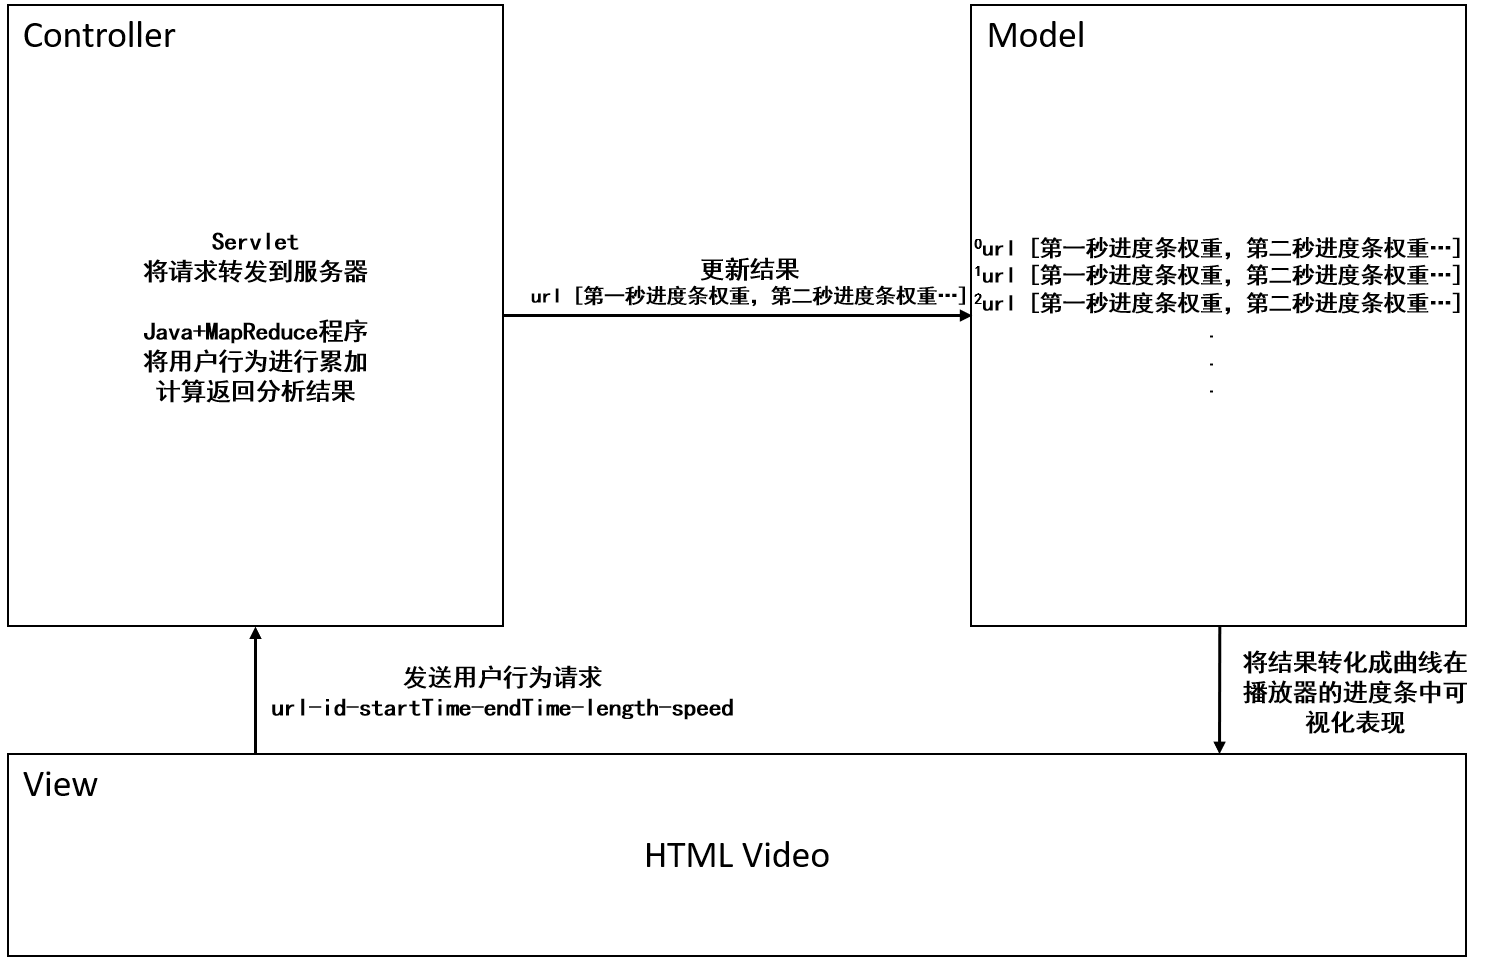 Controller
Servlet
将请求转发到服务器
Java+MapReduce程序
将用户行为进行累加
计算返回分析结果
更新结果
url [第一秒进度条权重，第二秒进度条权重…]
Model
⁰url [第一秒进度条权重，第二秒进度条权重…]
¹url [第一秒进度条权重，第二秒进度条权重…]
²url [第一秒进度条权重，第二秒进度条权重…]
.
.
.
发送用户行为请求
url-id-startTime-endTime-length-speed
将结果转化成曲线在
播放器的进度条中可
视化表现
View
HTML Video